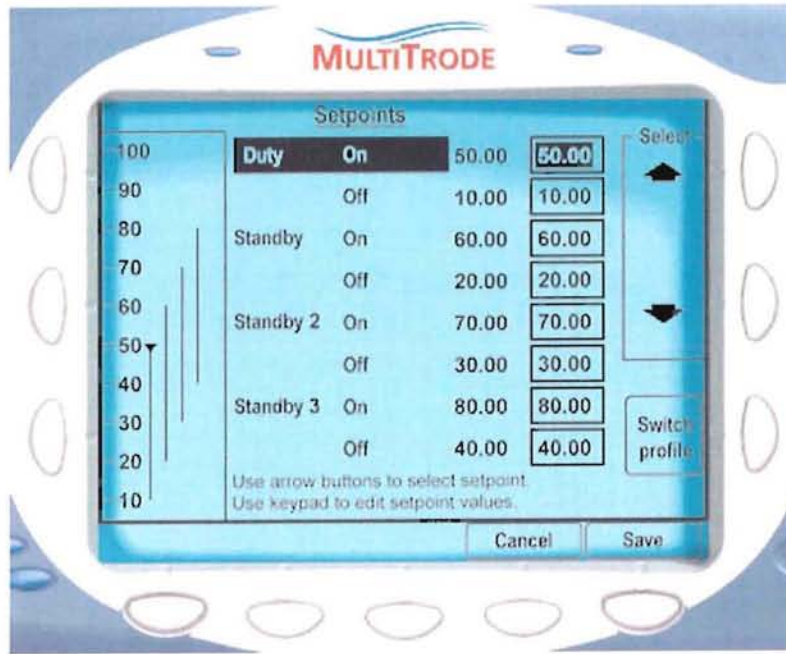 MULTITRODE
Setpoints
100
90
80
70
60
50
40
30
20
10
Duty On 50.00 50.00
Off 10.00 10.00
Standby On 60.00 60.00
Off 20.00 20.00
Standby 2 On 70.00 70.00
Off 30.00 30.00
Standby 3 On 80.00 80.00
Off 40.00 40.00
Use arrow buttons to select setpoint.
Use keypad to edit setpoint values.
Select
Switch
profile
Cancel Save